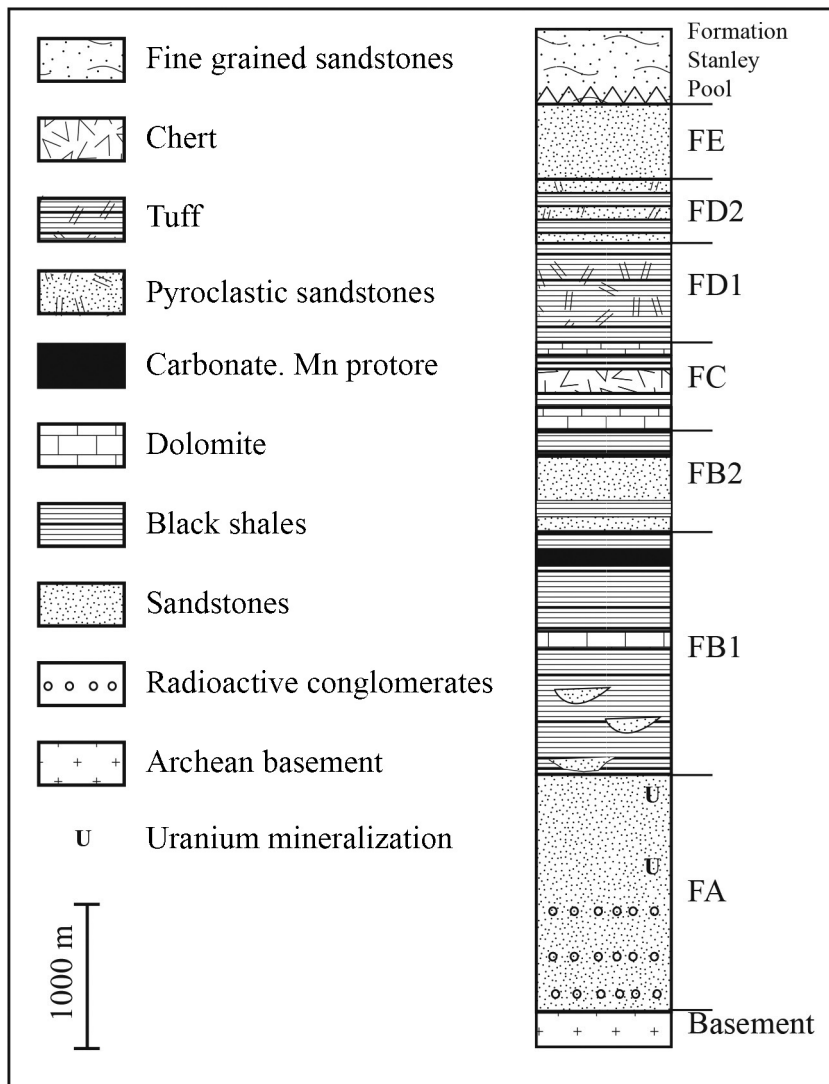 Fine grained sandstones
Chert
Tuff
Pyroclastic sandstones
Carbonate. Mn protore
Dolomite
Black shales
Sandstones
Radioactive conglomerates
Archean basement
U Uranium mineralization
1000 m
Formation
Stanley
Pool
FE
FD2
FD1
FC
FB2
FB1
U
U
FA
Basement